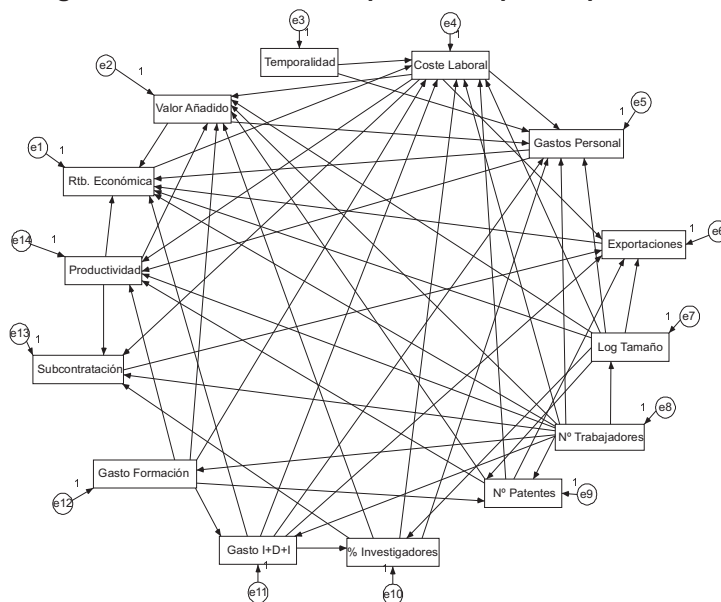 e3
e4
1
1
Temporalidad
Coste Laboral
e2
1
Valor Añadido
e5
1
Gastos Personal
e1
1
Rtb. Económica
e6
1
Exportaciones
e14
1
Productividad
e7
1
Log Tamaño
e13
1
Subcontratación
e8
1
Nº Trabajadores
Gasto Formación
1
e12
Nº Patentes
1
e9
Gasto I+D+I
% Investigadores
1
1
e11
e10